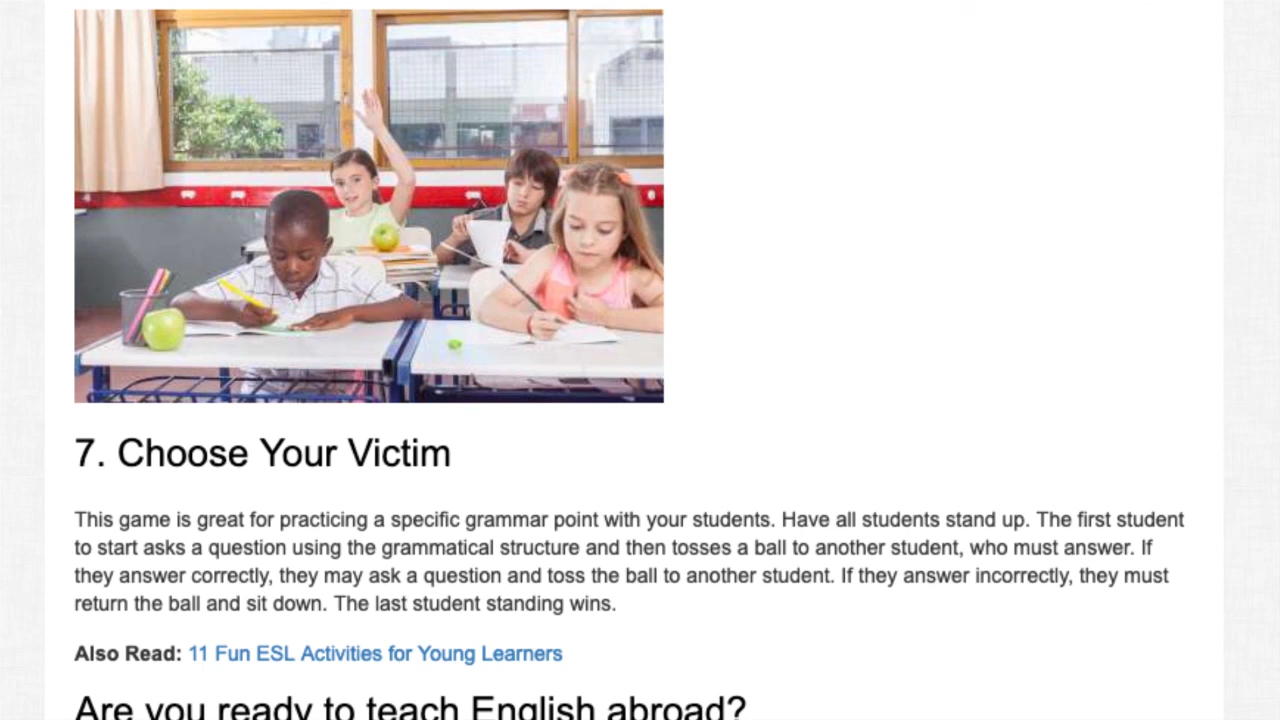 7. Choose Your Victim
This game is great for practicing a specific grammar point with your students. Have all students stand up. The first student
to start asks a question using the grammatical structure and then tosses a ball to another student, who must answer. If
they answer correctly, they may ask a question and toss the ball to another student. If they answer incorrectly, they must
return the ball and sit down. The last student standing wins.
Also Read: 11 Fun ESL Activities for Young Learners
Are you ready to teach English abroad?